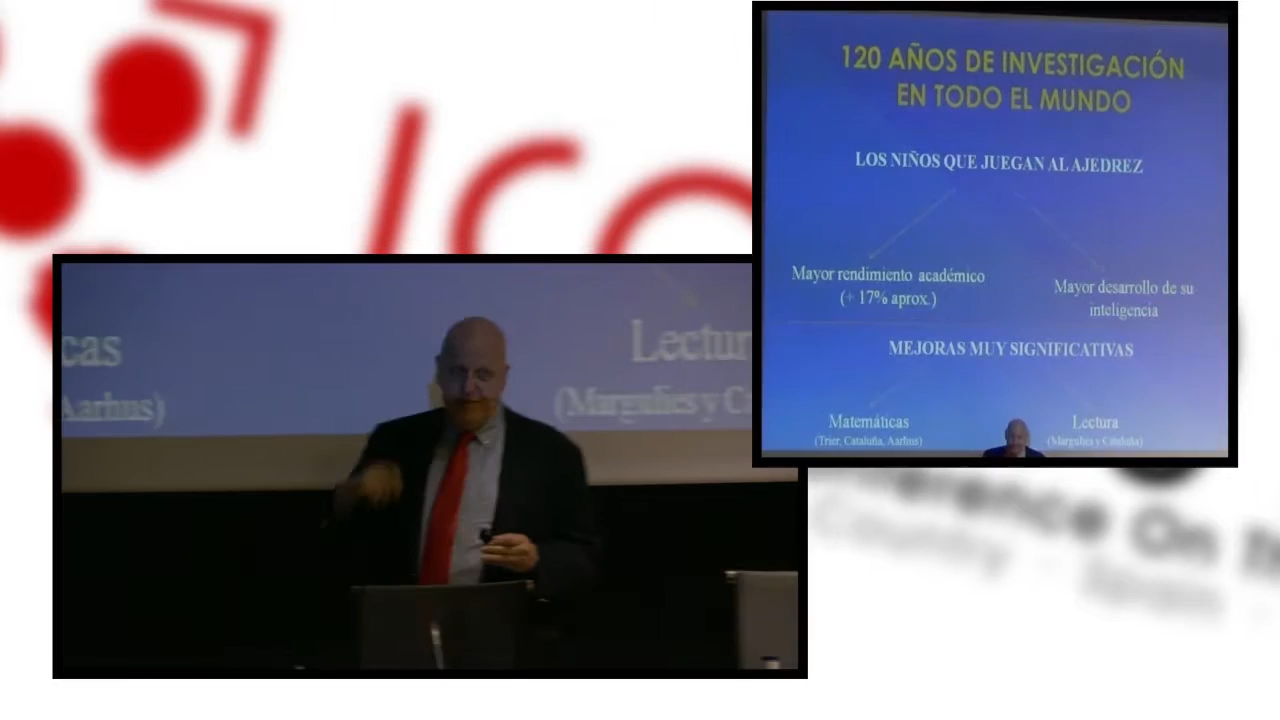 120 AÑOS DE INVESTIGACIÓN
EN TODO EL MUNDO
LOS NIÑOS QUE JUEGAN AL AJEDREZ
Mayor rendimiento académico
(+ 17% aprox.)
Mayor desarrollo de su
inteligencia
MEJORAS MUY SIGNIFICATIVAS
Matemáticas
(Trier, Cataluña, Aarhus)
Lectura
(Margulies y Cataluña)
cas
Aarhus)
Lectur
(Margulies y C
ICO
On